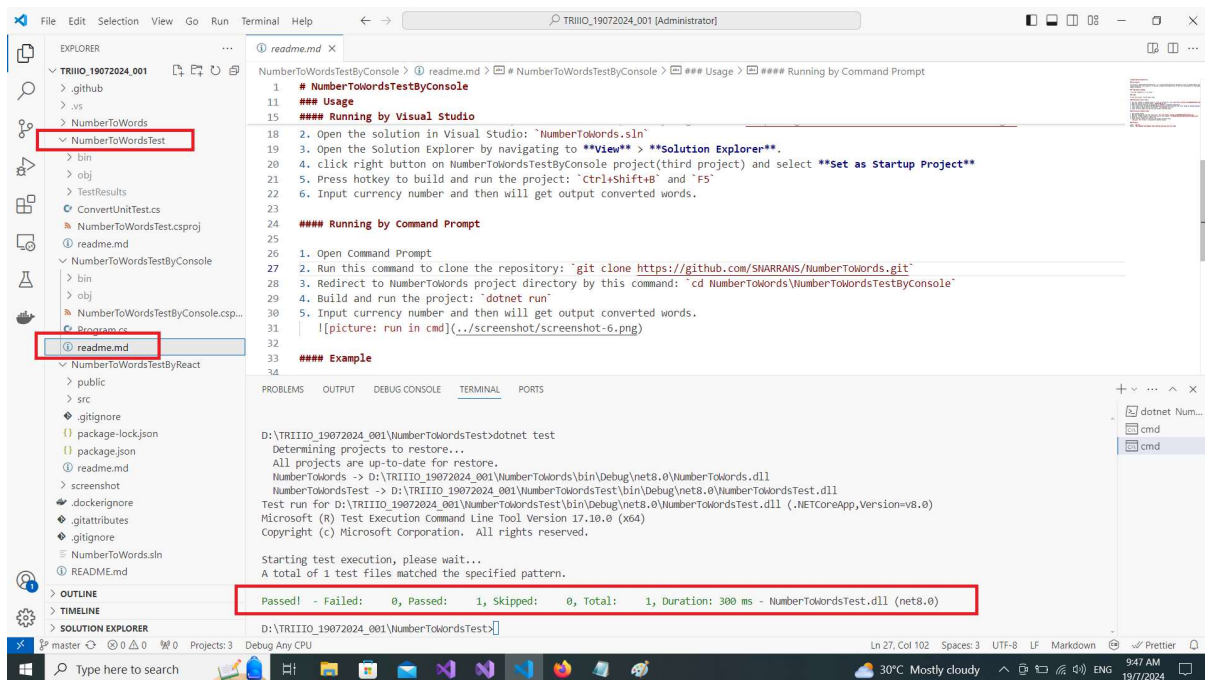 File Edit Selection View Go Run Terminal Help
TRIIIO_19072024_001 [Administrator]
EXPLORER
TRIIIO_19072024_001
.github
.vs
NumberToWords
NumberToWordsTest
bin
obj
TestResults
ConvertUnitTest.cs
NumberToWordsTest.csproj
readme.md
NumberToWordsTestByConsole
bin
obj
NumberToWordsTestByConsole.csp...
Program.cs
readme.md
NumberToWordsTestByReact
public
src
.gitignore
package-lock.json
package.json
readme.md
screenshot
.dockerignore
.gitattributes
.gitignore
NumberToWords.sln
README.md
OUTLINE
TIMELINE
SOLUTION EXPLORER
readme.md
NumberToWordsTestByConsole > readme.md > # NumberToWordsTestByConsole > ### Usage > #### Running by Command Prompt
1 # NumberToWordsTestByConsole
11 ### Usage
15 #### Running by Visual Studio
18 2. Open the solution in Visual Studio: `NumberToWords.sln`
19 3. Open the Solution Explorer by navigating to **View** > **Solution Explorer**.
20 4. click right button on NumberToWordsTestByConsole project(third project) and select **Set as Startup Project**
21 5. Press hotkey to build and run the project: `Ctrl+Shift+B` and `F5`
22 6. Input currency number and then will get output converted words.
23
24 #### Running by Command Prompt
25
26 1. Open Command Prompt
27 2. Run this command to clone the repository: `git clone https://github.com/SNARRANS/NumberToWords.git`
28 3. Redirect to NumberToWords project directory by this command: `cd NumberToWords\NumberToWordsTestByConsole`
29 4. Build and run the project: `dotnet run`
30 5. Input currency number and then will get output converted words.
31 ![picture: run in cmd](../screenshot/screenshot-6.png)
32
33 #### Example
34
PROBLEMS OUTPUT DEBUG CONSOLE TERMINAL PORTS
dotnet Num...
cmd
cmd
D:\TRIIIO_19072024_001\NumberToWordsTest>dotnet test
Determining projects to restore...
All projects are up-to-date for restore.
NumberToWords -> D:\TRIIIO_19072024_001\NumberToWords\bin\Debug\net8.0\NumberToWords.dll
NumberToWordsTest -> D:\TRIIIO_19072024_001\NumberToWordsTest\bin\Debug\net8.0\NumberToWordsTest.dll
Test run for D:\TRIIIO_19072024_001\NumberToWordsTest\bin\Debug\net8.0\NumberToWordsTest.dll (.NETCoreApp,Version=v8.0)
Microsoft (R) Test Execution Command Line Tool Version 17.10.0 (x64)
Copyright (c) Microsoft Corporation. All rights reserved.
Starting test execution, please wait...
A total of 1 test files matched the specified pattern.
Passed! - Failed: 0, Passed: 1, Skipped: 0, Total: 1, Duration: 300 ms - NumberToWordsTest.dll (net8.0)
D:\TRIIIO_19072024_001\NumberToWordsTest>
master 0 0 0 Projects: 3 Debug Any CPU Ln 27, Col 102 Spaces: 3 UTF-8 LF Markdown Prettier
Type here to search 30°C Mostly cloudy ENG 9:47 AM
19/7/2024